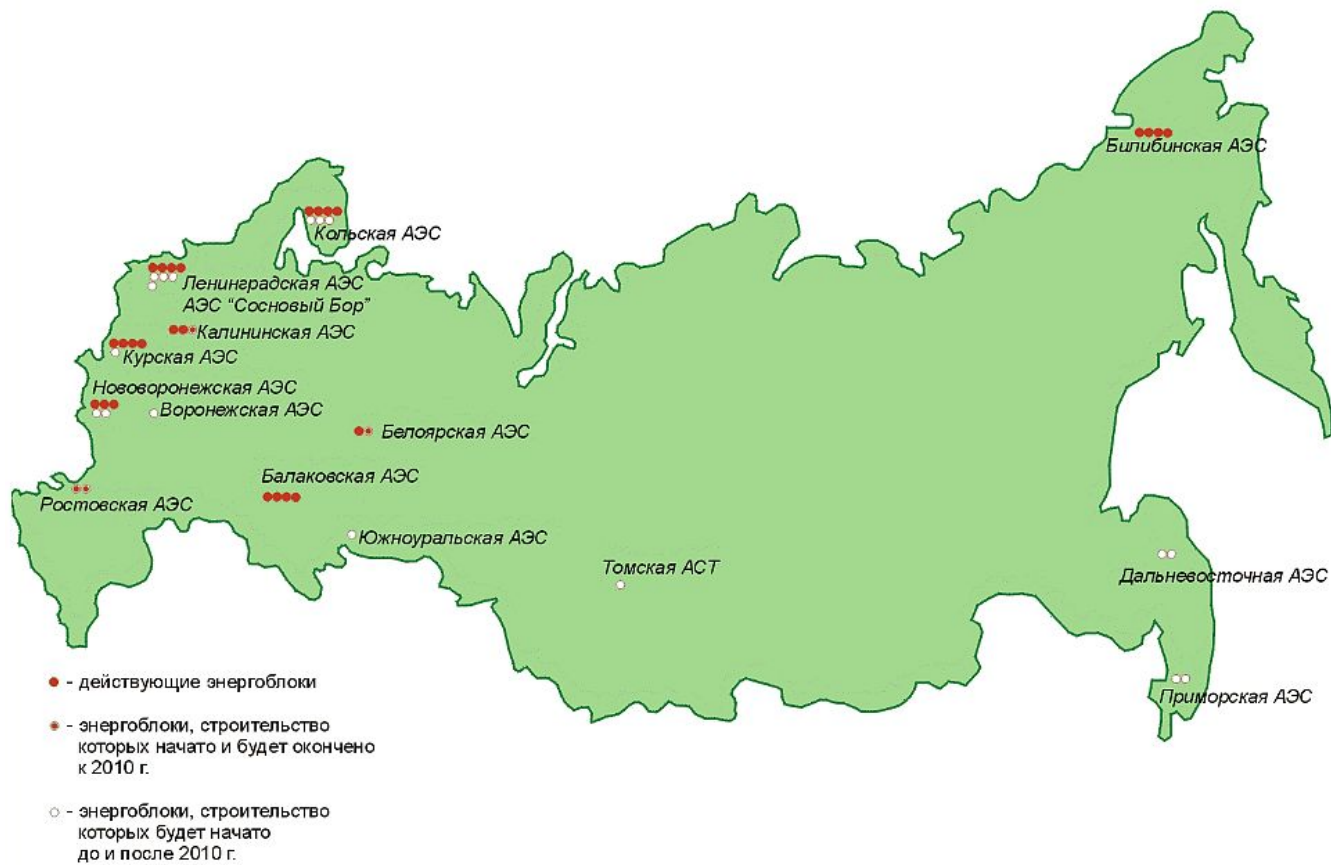 Билибинская АЭС
Кольская АЭС
Ленинградская АЭС
АЭС “Сосновый Бор”
Калининская АЭС
Курская АЭС
Нововоронежская АЭС
Воронежская АЭС
Белоярская АЭС
Балаковская АЭС
Ростовская АЭС
Южноуральская АЭС
Томская АСТ
Дальневосточная АЭС
Приморская АЭС
- действующие энергоблоки
- энергоблоки, строительство
которых начато и будет окончено
к 2010 г.
- энергоблоки, строительство
которых будет начато
до и после 2010 г.